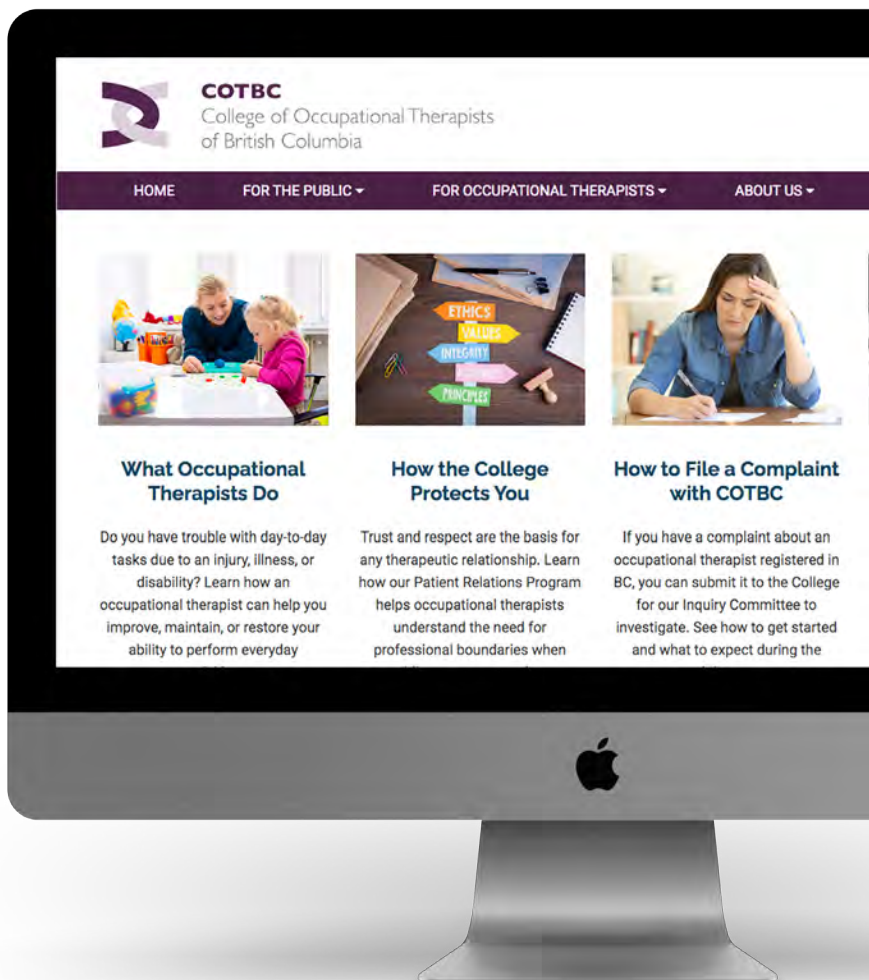 COTBC
College of Occupational Therapists
of British Columbia
HOME
FOR THE PUBLIC
FOR OCCUPATIONAL THERAPISTS
ABOUT US
ETHICS
VALUES
INTEGRITY
PRINCIPLES
What Occupational
Therapists Do
Do you have trouble with day-to-day
tasks due to an injury, illness, or
disability? Learn how an
occupational therapist can help you
improve, maintain, or restore your
ability to perform everyday
How the College
Protects You
Trust and respect are the basis for
any therapeutic relationship. Learn
how our Patient Relations Program
helps occupational therapists
understand the need for
professional boundaries when
How to File a Complaint
with COTBC
If you have a complaint about an
occupational therapist registered in
BC, you can submit it to the College
for our Inquiry Committee to
investigate. See how to get started
and what to expect during the